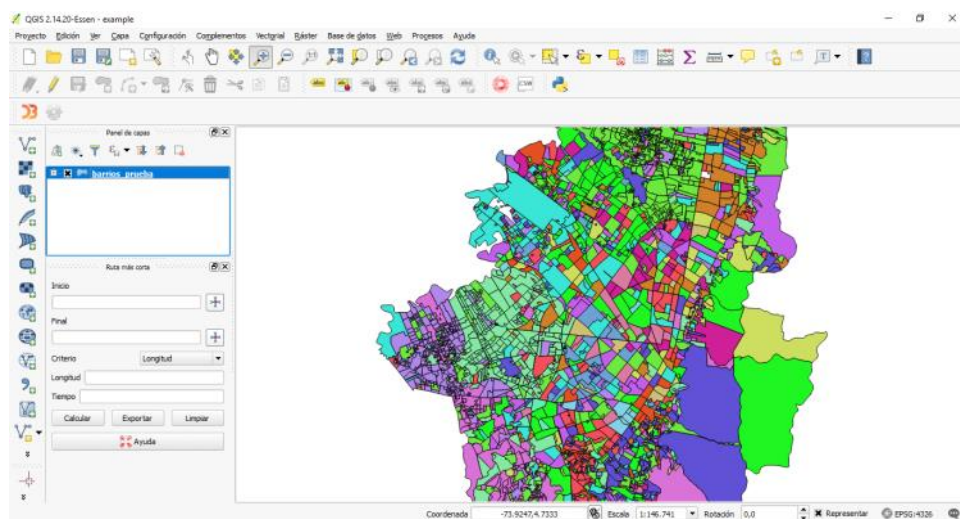 QGIS 2.14.20-Essen - example
Proyecto Edición Ver Capa Configuración Complementos Vectorial Ráster Base de datos Web Procesos Ayuda
Panel de capas
barrios_prueba
Ruta más corta
Inicio
Final
Criterio Longitud
Longitud
Tiempo
Calcular Exportar Limpiar
Ayuda
Coordenada -73.9247,4.7333 Escala 1:146.741 Rotación 0,0 Representar EPSG:4326